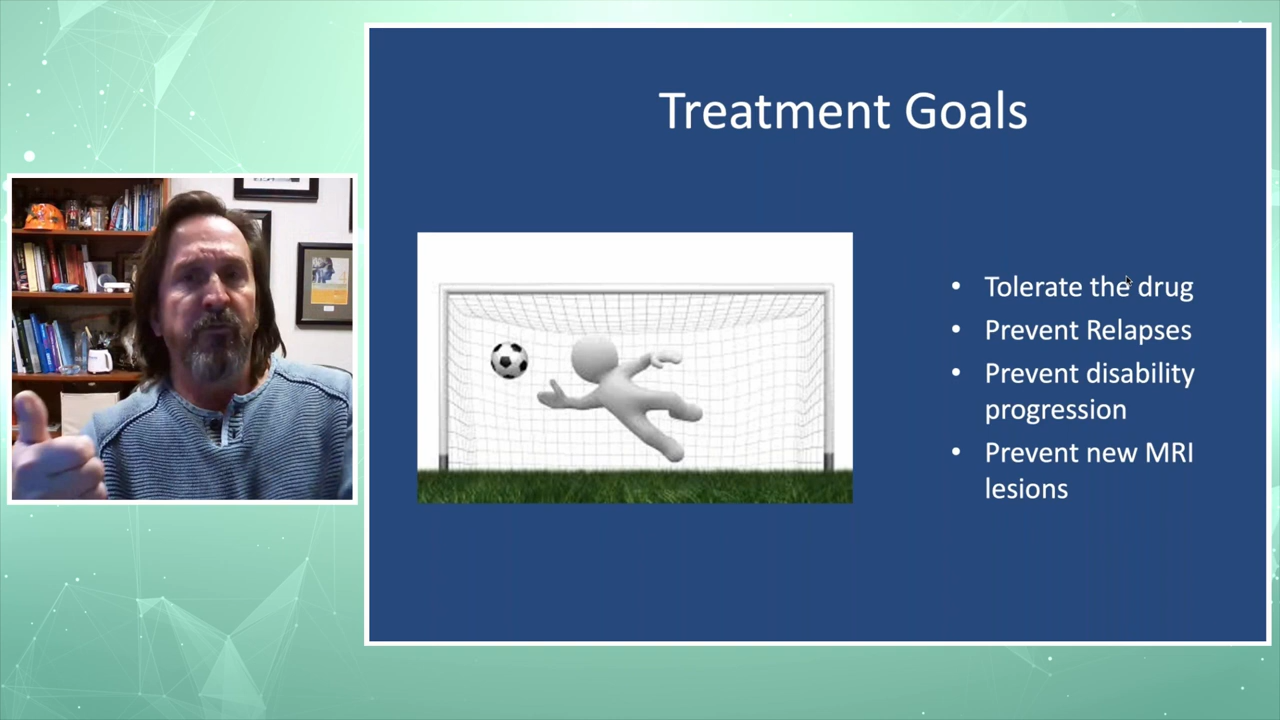 Treatment Goals
• Tolerate the drug
• Prevent Relapses
• Prevent disability
progression
• Prevent new MRI
lesions